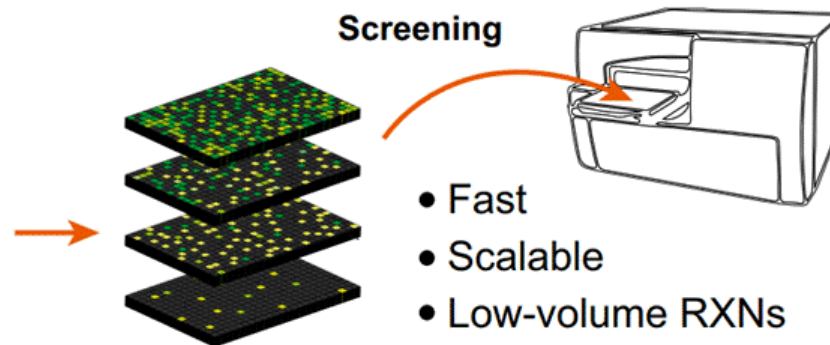 Screening
• Fast
• Scalable
• Low-volume RXNs